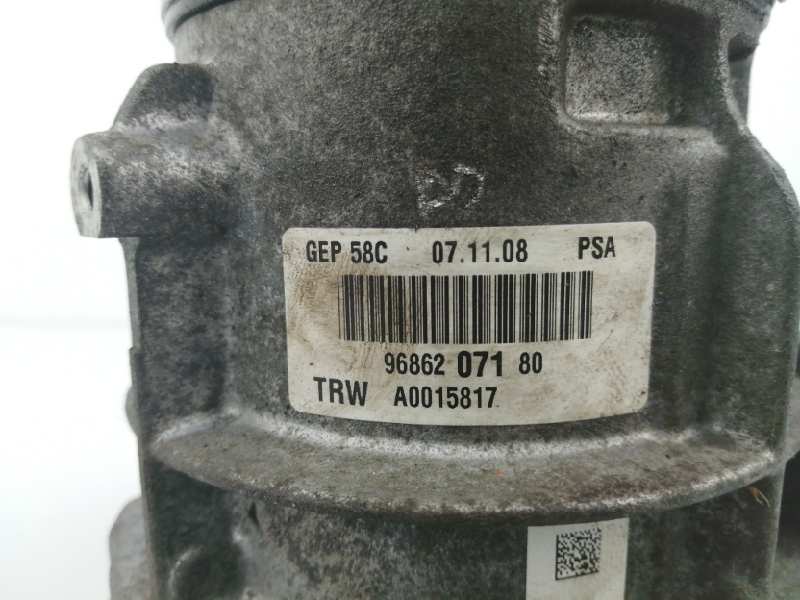 GEP 58C 07.11.08 PSA
96862 071 80
TRW A0015817